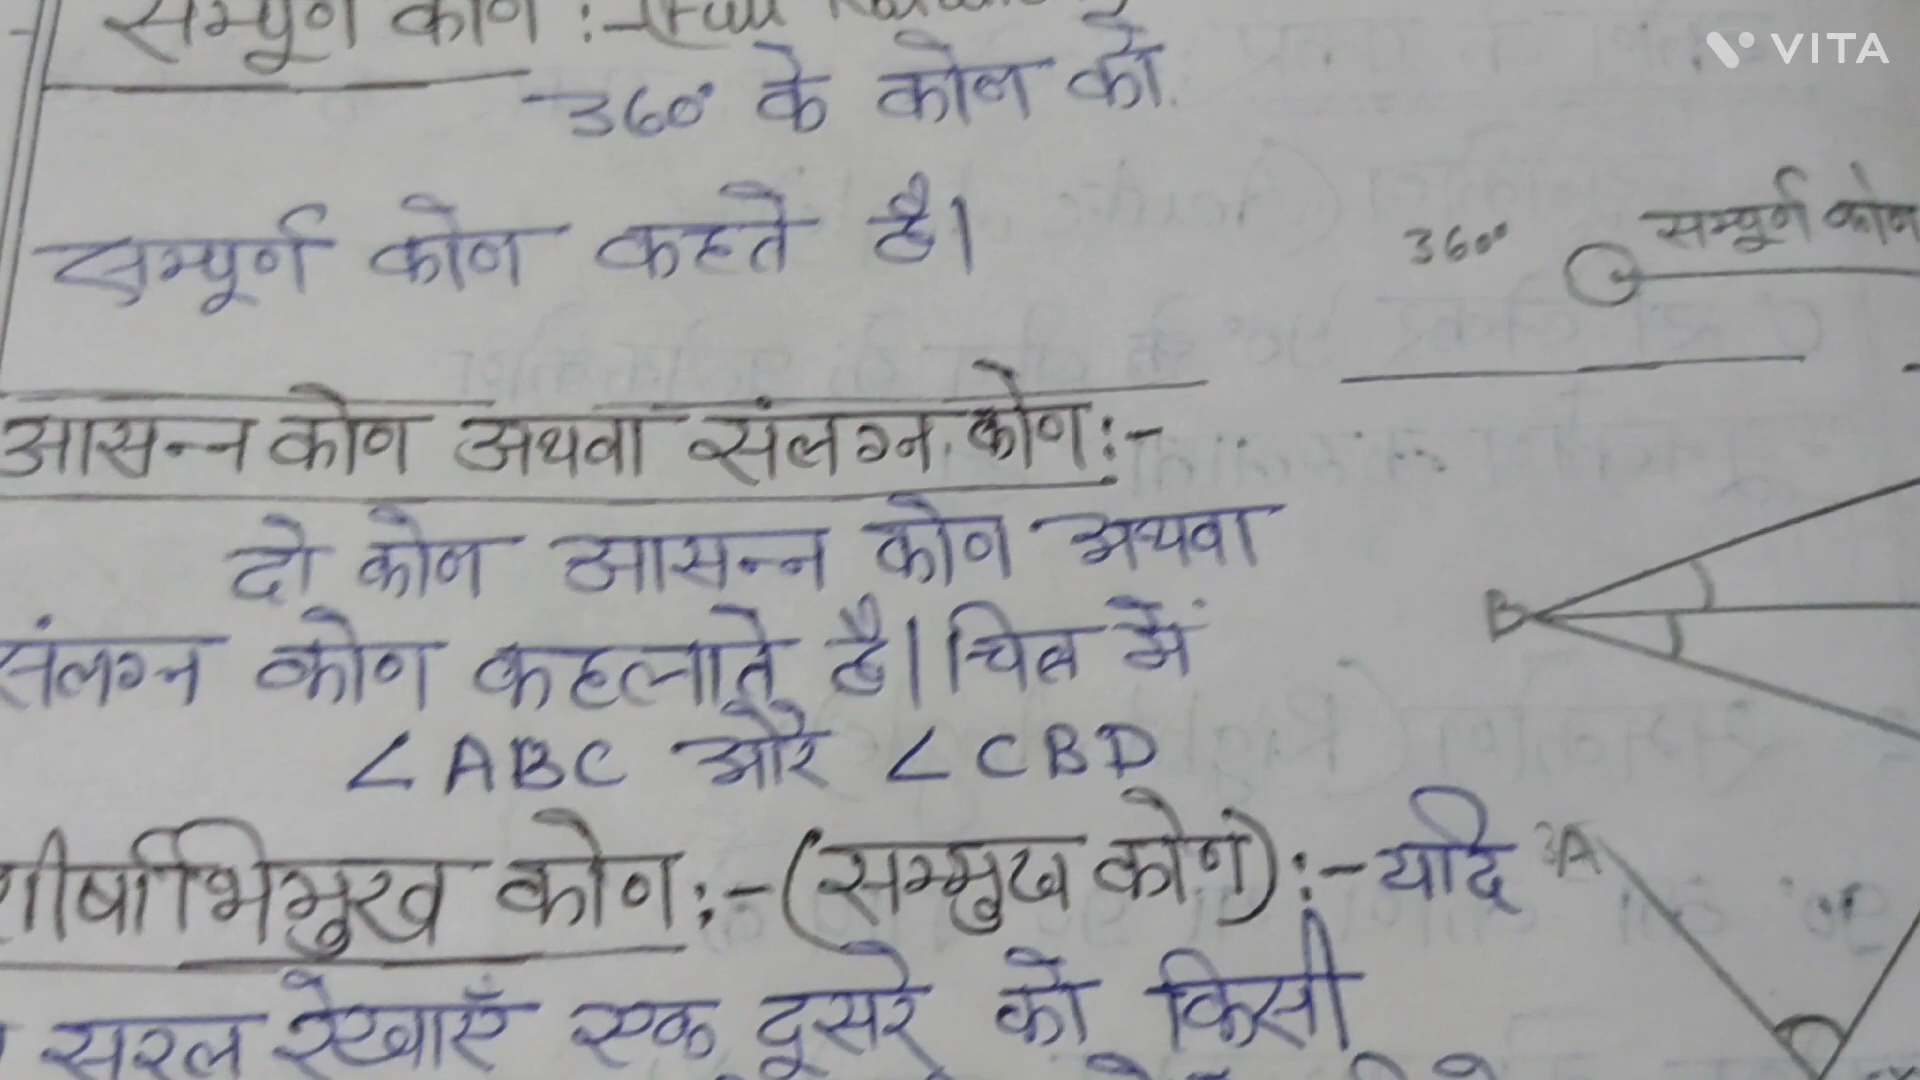 सम्पूर्ण कोण :- (Full
VITA
360° के कोण को
सम्पूर्ण कोण कहते है।
360° सम्पूर्ण कोण
आसन्न कोण अथवा संलग्न कोण:-
दो कोण आसन्न कोण अथवा
संलग्न कोण कहलाते है। चित्र में
B
∠ABC और ∠CBD
शीर्षाभिमुख कोण:-(सम्मुख कोण):-यदि
A
सरल रेखाएँ एक दूसरे को किसी